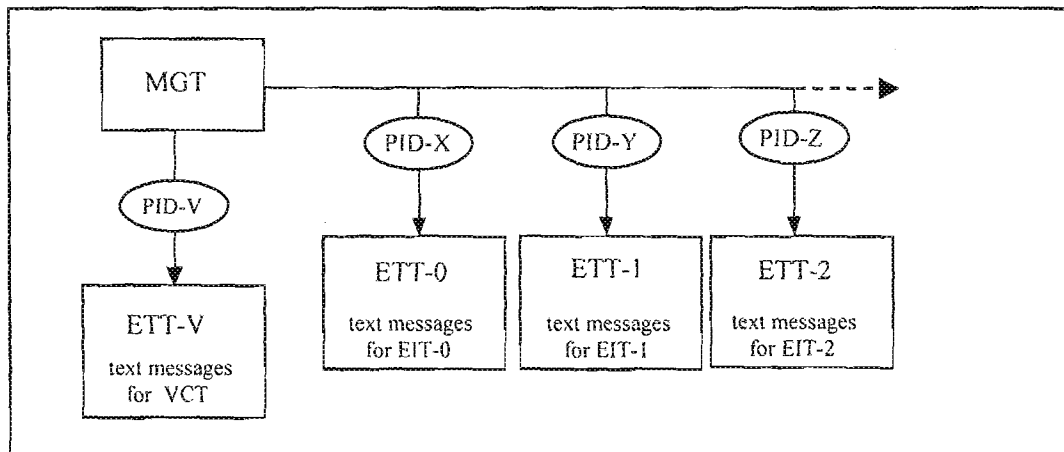 MGT
PID-X
PID-Y
PID-Z
PID-V
ETT-0
text messages
for EIT-0
ETT-1
text messages
for EIT-1
ETT-2
text messages
for EIT-2
ETT-V
text messages
for VCT